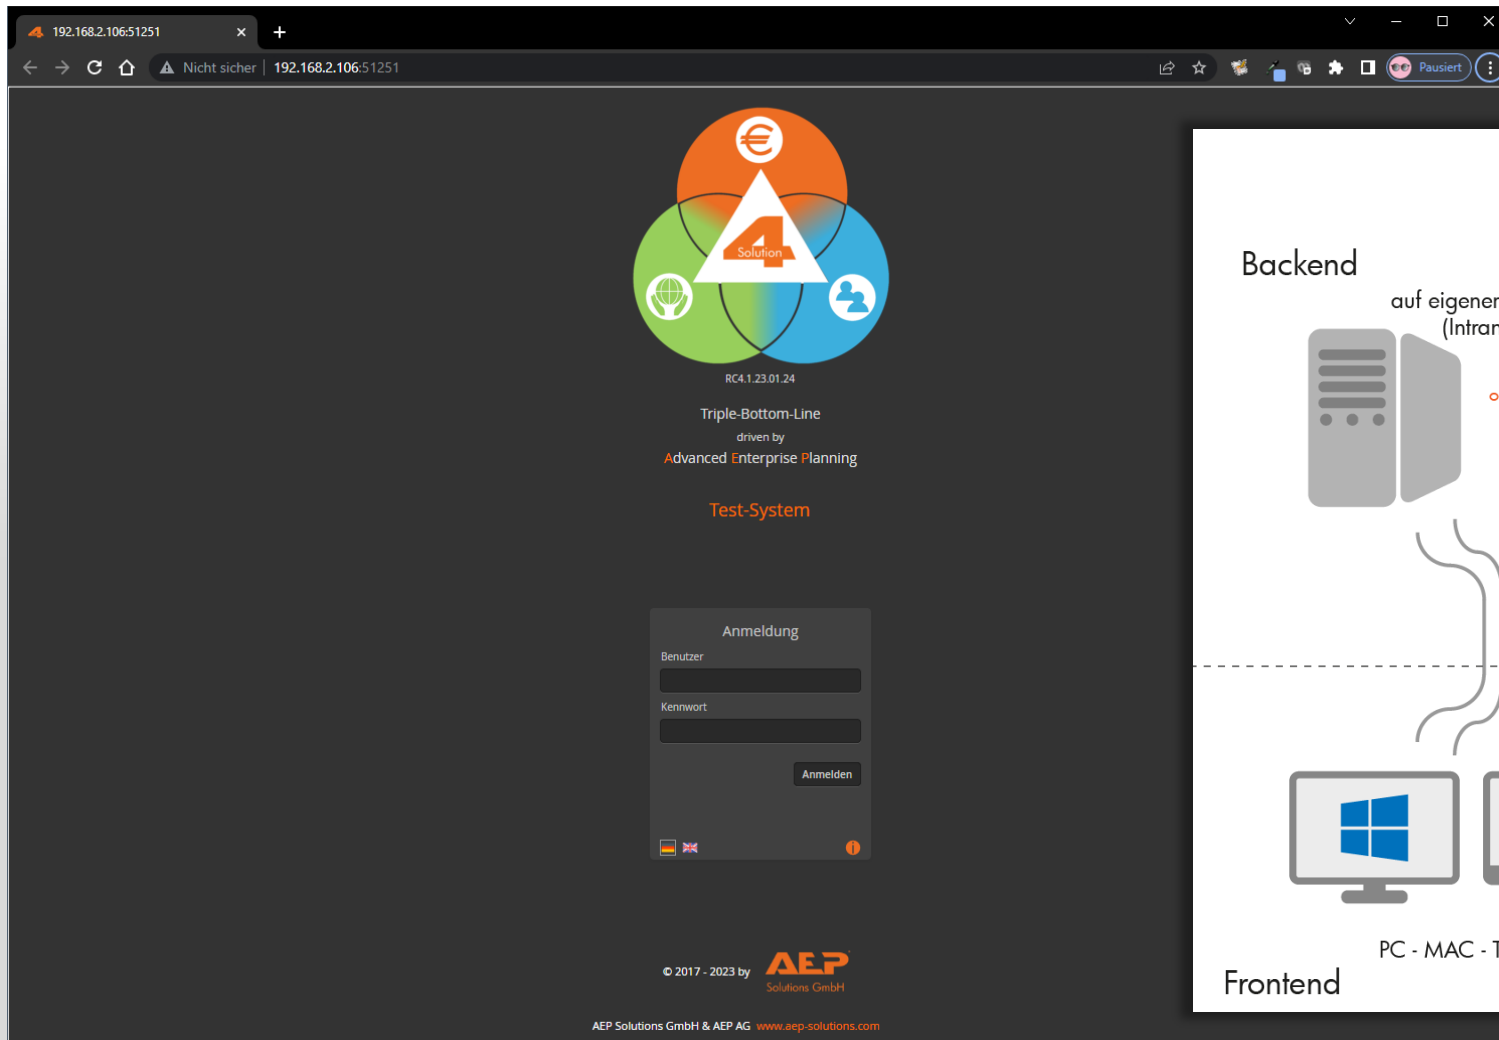 192.168.2.106:51251
Nicht sicher | 192.168.2.106:51251
Pausiert
4
Solution
RC4.1.23.01.24
Triple-Bottom-Line
driven by
Advanced Enterprise Planning
Test-System
Anmeldung
Benutzer
Kennwort
Anmelden
© 2017 - 2023 by AEP
Solutions GmbH
AEP Solutions GmbH & AEP AG www.aep-solutions.com
Backend
auf eigener
(Intran
o
PC - MAC - T
Frontend